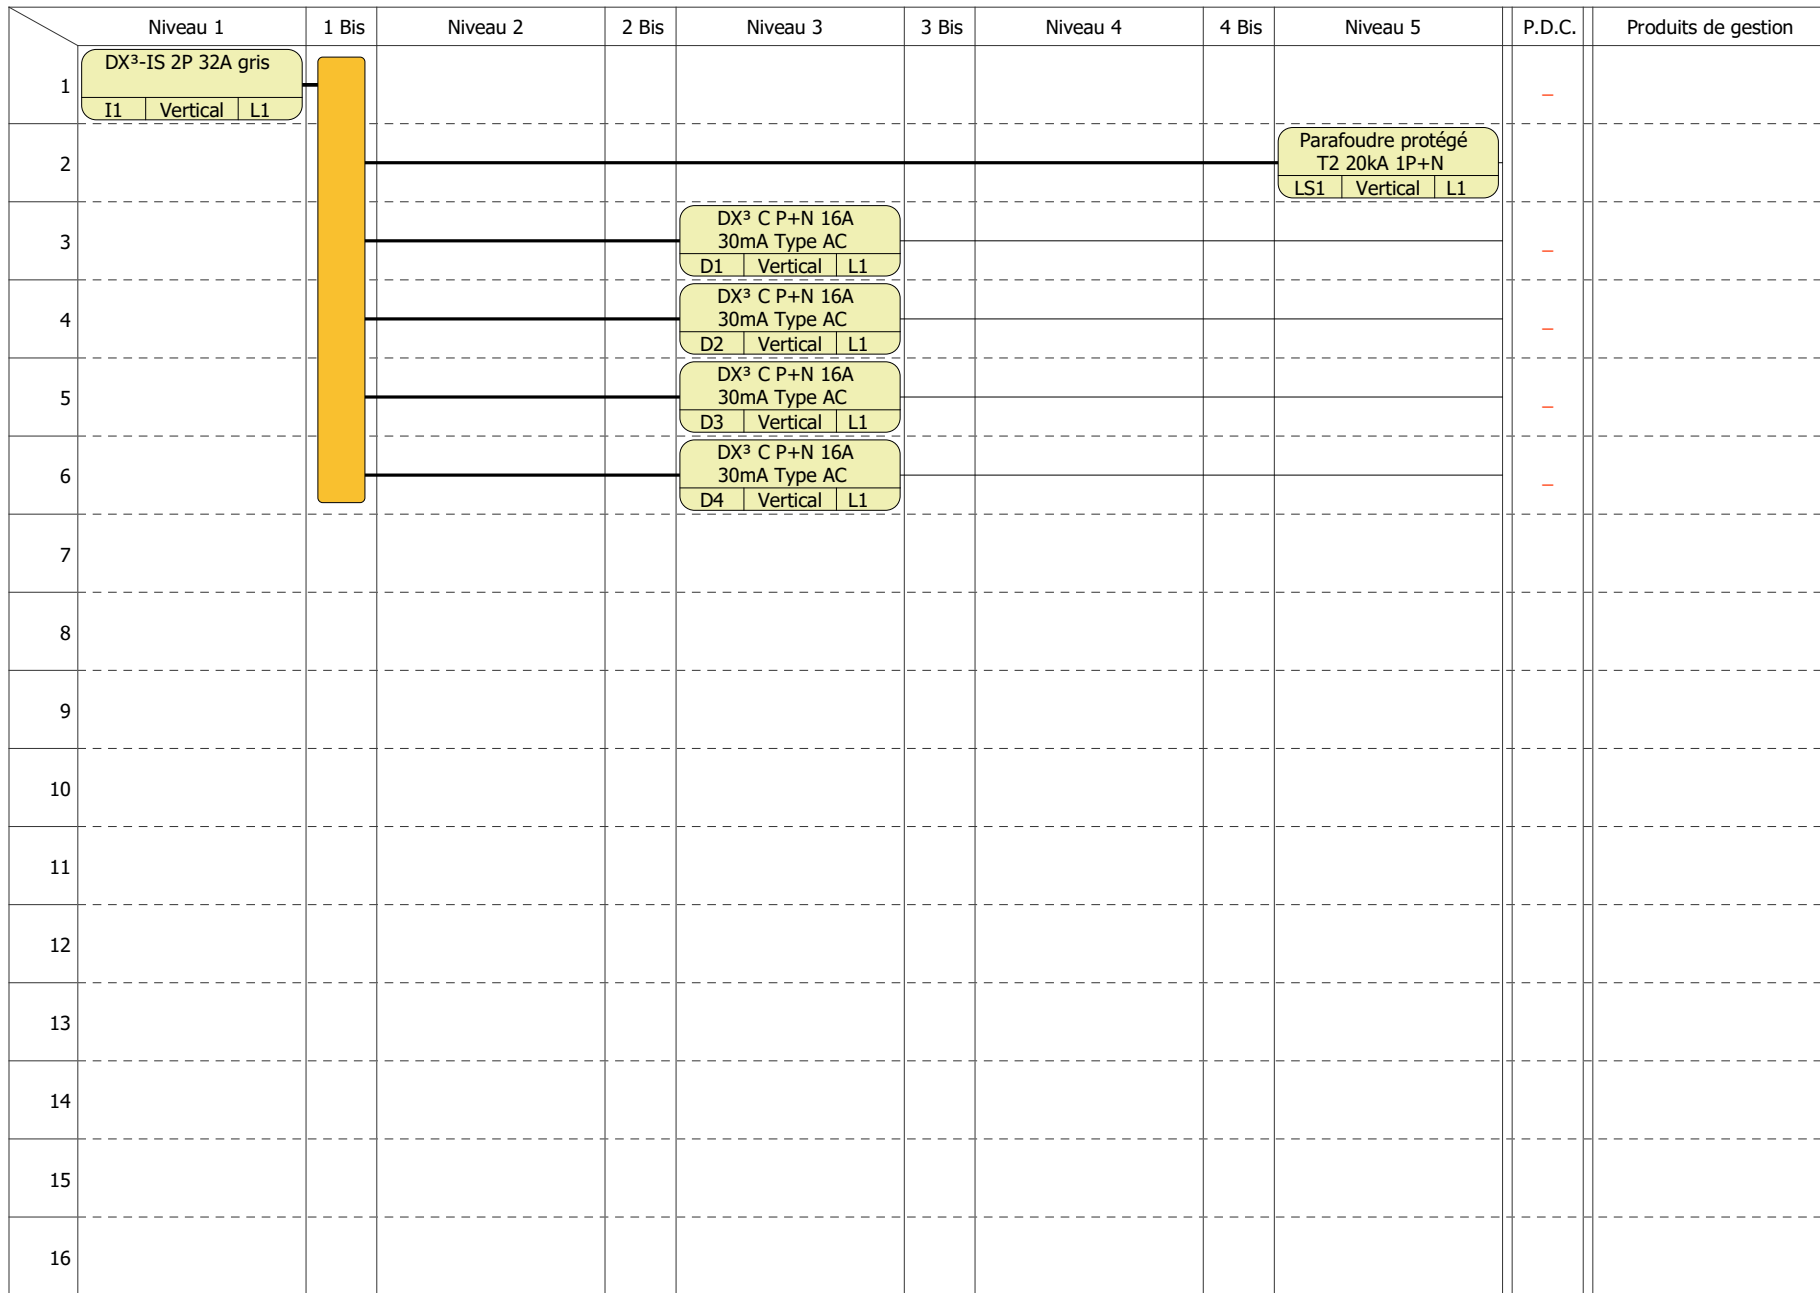 Niveau 1 1 Bis Niveau 2 2 Bis Niveau 3 3 Bis Niveau 4 4 Bis Niveau 5 P.D.C. Produits de gestion
DX³-IS 2P 32A gris
1 –
I1 Vertical L1
Parafoudre protégé
2 T2 20kA 1P+N
LS1 Vertical L1
DX³ C P+N 16A
3 30mA Type AC –
D1 Vertical L1
DX³ C P+N 16A
4 30mA Type AC –
D2 Vertical L1
DX³ C P+N 16A
5 30mA Type AC –
D3 Vertical L1
DX³ C P+N 16A
6 30mA Type AC –
D4 Vertical L1
7
8
9
10
11
12
13
14
15
16